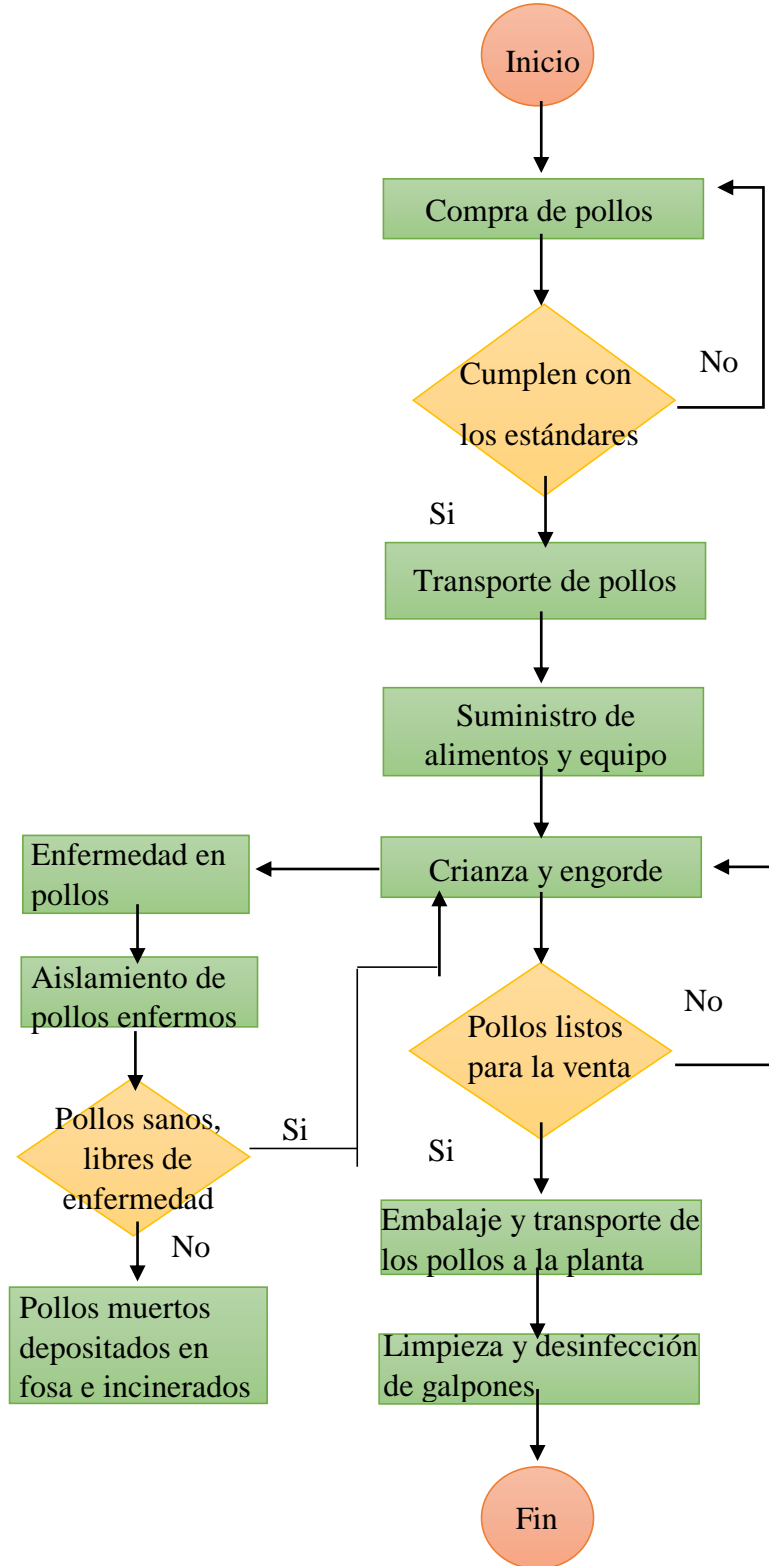 Inicio
Compra de pollos
Cumplen con
los estándares
No
Si
Transporte de pollos
Suministro de
alimentos y equipo
Crianza y engorde
Enfermedad en
pollos
Aislamiento de
pollos enfermos
Pollos sanos,
libres de
enfermedad
Si
No
Pollos muertos
depositados en
fosa e incinerados
Pollos listos
para la venta
No
Si
Embalaje y transporte de
los pollos a la planta
Limpieza y desinfección
de galpones
Fin